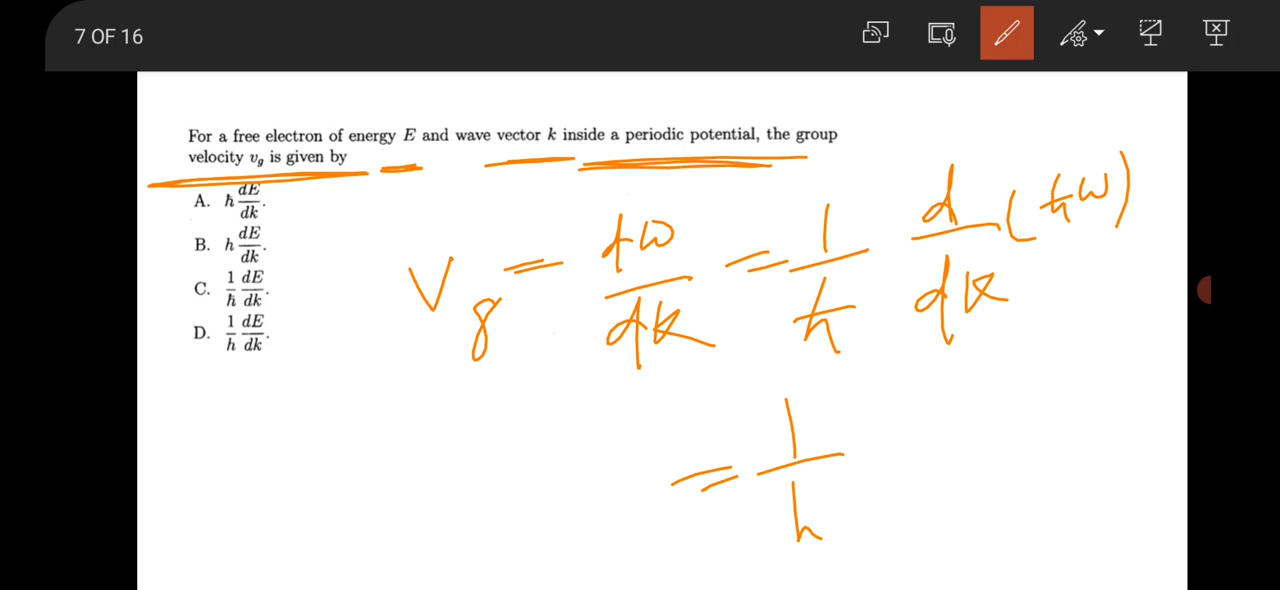 7 OF 16
For a free electron of energy E and wave vector k inside a periodic potential, the group
velocity v_g is given by
A. ħ dE/dk.
B. h dE/dk.
C. 1/ħ dE/dk.
D. 1/h dE/dk.
V_g = dω/dk = 1/ħ d/dk (ħω)
= 1/h